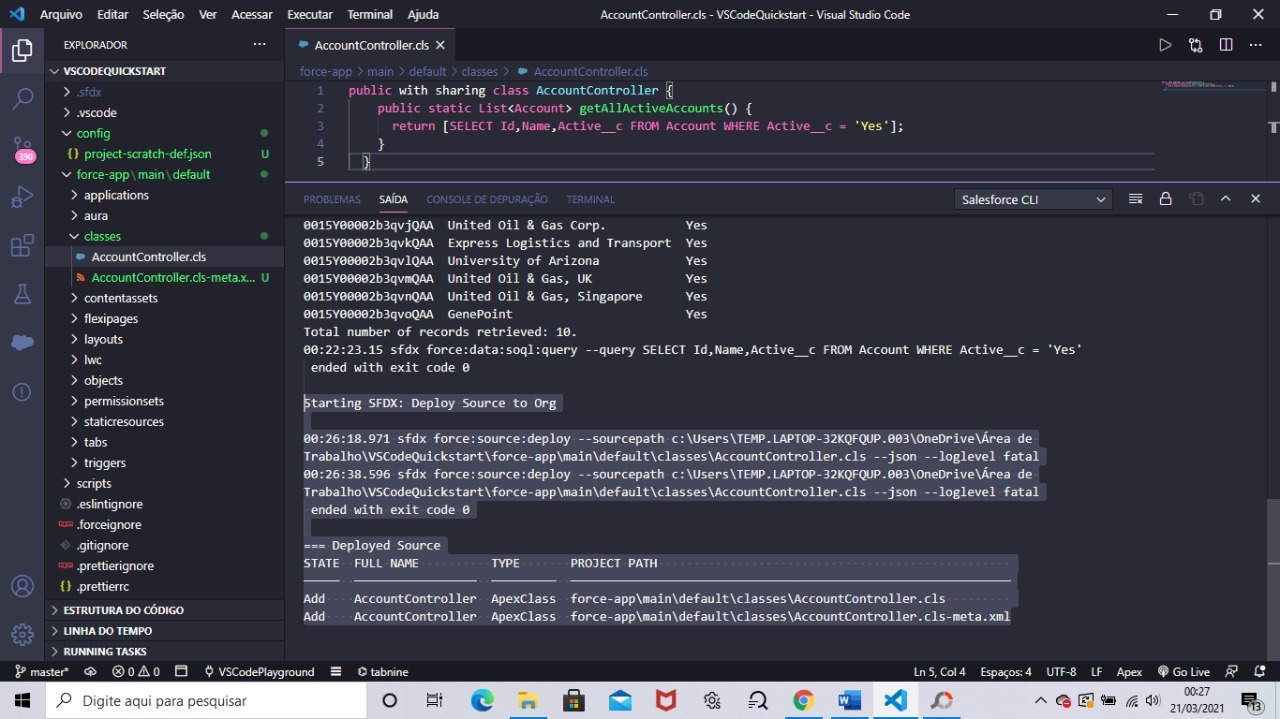 Arquivo Editar Seleção Ver Acessar Executar Terminal Ajuda
AccountController.cls - VSCodeQuickstart - Visual Studio Code
EXPLORADOR
VSCODEQUICKSTART
.sfdx
.vscode
config
{} project-scratch-def.json U
force-app\main\default
applications
aura
classes
AccountController.cls
AccountController.cls-meta.x... U
contentassets
flexipages
layouts
lwc
objects
permissionsets
staticresources
tabs
triggers
scripts
.eslintignore
.forceignore
.gitignore
.prettierignore
{} .prettierrc
ESTRUTURA DO CÓDIGO
LINHA DO TEMPO
RUNNING TASKS
390
AccountController.cls
force-app > main > default > classes > AccountController.cls
1 public with sharing class AccountController {
2 public static List<Account> getAllActiveAccounts() {
3 return [SELECT Id,Name,Active__c FROM Account WHERE Active__c = 'Yes'];
4 }
5 }
PROBLEMAS SAÍDA CONSOLE DE DEPURAÇÃO TERMINAL Salesforce CLI
0015Y00002b3qvjQAA United Oil & Gas Corp. Yes
0015Y00002b3qvkQAA Express Logistics and Transport Yes
0015Y00002b3qvlQAA University of Arizona Yes
0015Y00002b3qvmQAA United Oil & Gas, UK Yes
0015Y00002b3qvnQAA United Oil & Gas, Singapore Yes
0015Y00002b3qvoQAA GenePoint Yes
Total number of records retrieved: 10.
00:22:23.15 sfdx force:data:soql:query --query SELECT Id,Name,Active__c FROM Account WHERE Active__c = 'Yes'
ended with exit code 0
Starting SFDX: Deploy Source to Org
00:26:18.971 sfdx force:source:deploy --sourcepath c:\Users\TEMP.LAPTOP-32KQFQUP.003\OneDrive\Área de
Trabalho\VSCodeQuickstart\force-app\main\default\classes\AccountController.cls --json --loglevel fatal
00:26:38.596 sfdx force:source:deploy --sourcepath c:\Users\TEMP.LAPTOP-32KQFQUP.003\OneDrive\Área de
Trabalho\VSCodeQuickstart\force-app\main\default\classes\AccountController.cls --json --loglevel fatal
ended with exit code 0
=== Deployed Source
STATE FULL NAME TYPE PROJECT PATH
Add AccountController ApexClass force-app\main\default\classes\AccountController.cls
Add AccountController ApexClass force-app\main\default\classes\AccountController.cls-meta.xml
master* 0 0 VSCodePlayground tabnine Ln 5, Col 4 Espaços: 4 UTF-8 LF Apex Go Live
Digite aqui para pesquisar
00:27
21/03/2021
13